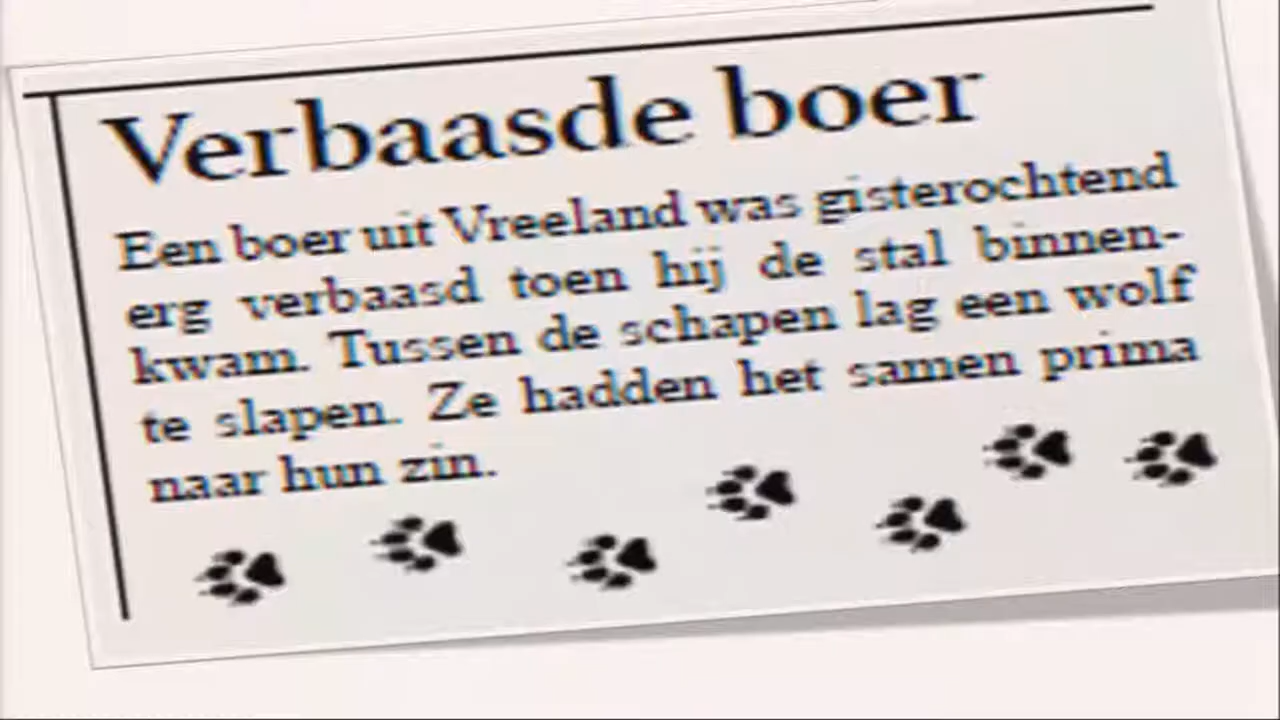 Verbaasde boer
Een boer uit Vreeland was gisterochtend
erg verbaasd toen hij de stal binnen-
kwam. Tussen de schapen lag een wolf
te slapen. Ze hadden het samen prima
naar hun zin.